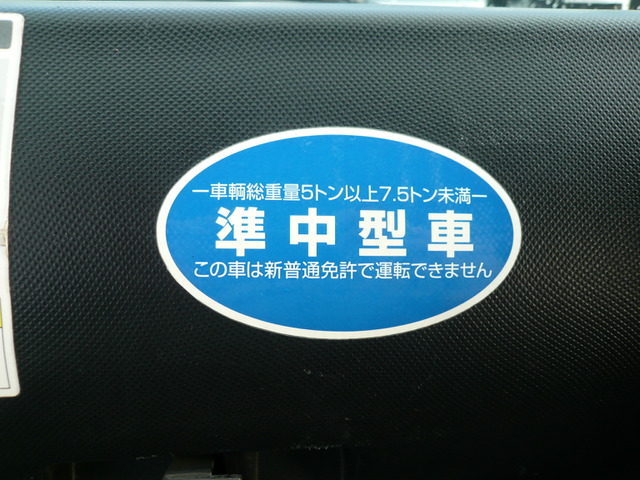 ー車輌総重量5トン以上7.5トン未満ー
準中型車
この車は新普通免許で運転できません